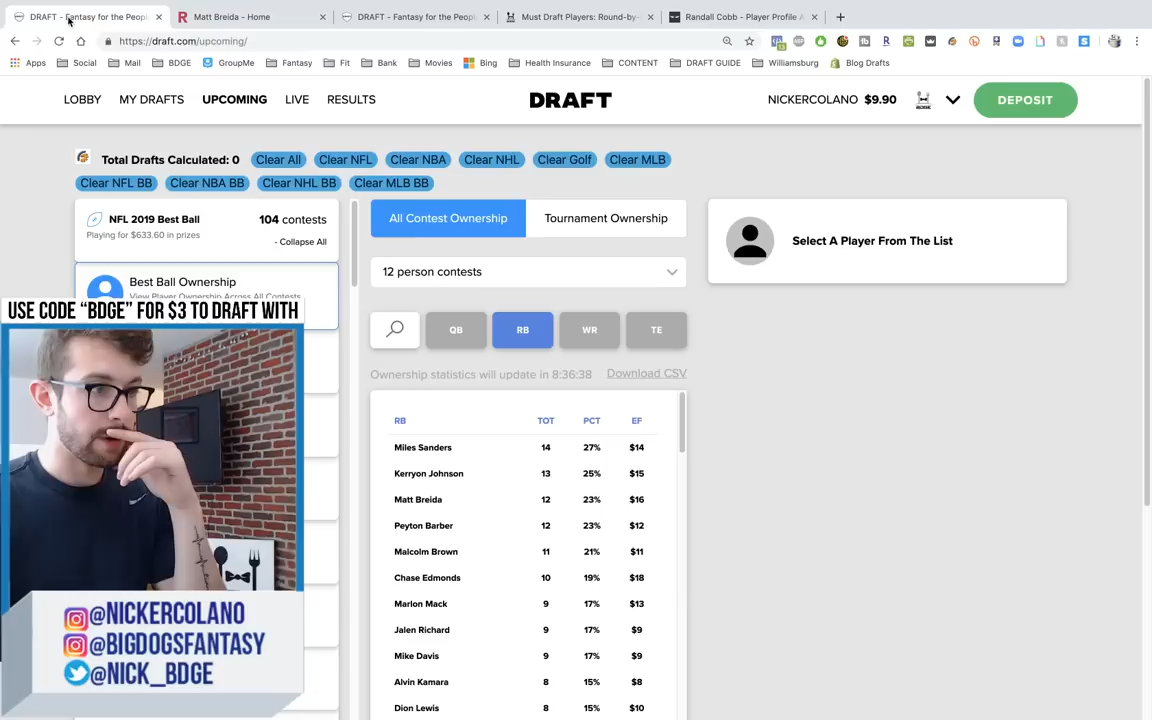 DRAFT - Fantasy for the Peopl
Matt Breida - Home
DRAFT - Fantasy for the Peopl
Must Draft Players: Round-by-
Randall Cobb - Player Profile A
https://draft.com/upcoming/
Apps
Social
Mail
BDGE
GroupMe
Fantasy
Fit
Bank
Movies
Bing
Health Insurance
CONTENT
DRAFT GUIDE
Williamsburg
Blog Drafts
LOBBY
MY DRAFTS
UPCOMING
LIVE
RESULTS
DRAFT
NICKERCOLANO $9.90
DEPOSIT
Total Drafts Calculated: 0
Clear All
Clear NFL
Clear NBA
Clear NHL
Clear Golf
Clear MLB
Clear NFL BB
Clear NBA BB
Clear NHL BB
Clear MLB BB
NFL 2019 Best Ball
104 contests
Playing for $633.60 in prizes
- Collapse All
Best Ball Ownership
View Player Ownership Across All Contests
All Contest Ownership
Tournament Ownership
12 person contests
QB
RB
WR
TE
Ownership statistics will update in 8:36:38
Download CSV
RB TOT PCT EF
Miles Sanders 14 27% $14
Kerryon Johnson 13 25% $15
Matt Breida 12 23% $16
Peyton Barber 12 23% $12
Malcolm Brown 11 21% $11
Chase Edmonds 10 19% $18
Marlon Mack 9 17% $13
Jalen Richard 9 17% $9
Mike Davis 9 17% $9
Alvin Kamara 8 15% $8
Dion Lewis 8 15% $10
Select A Player From The List
USE CODE "BDGE" FOR $3 TO DRAFT WITH
@NICKERCOLANO
@BIGDOGSFANTASY
@NICK_BDGE